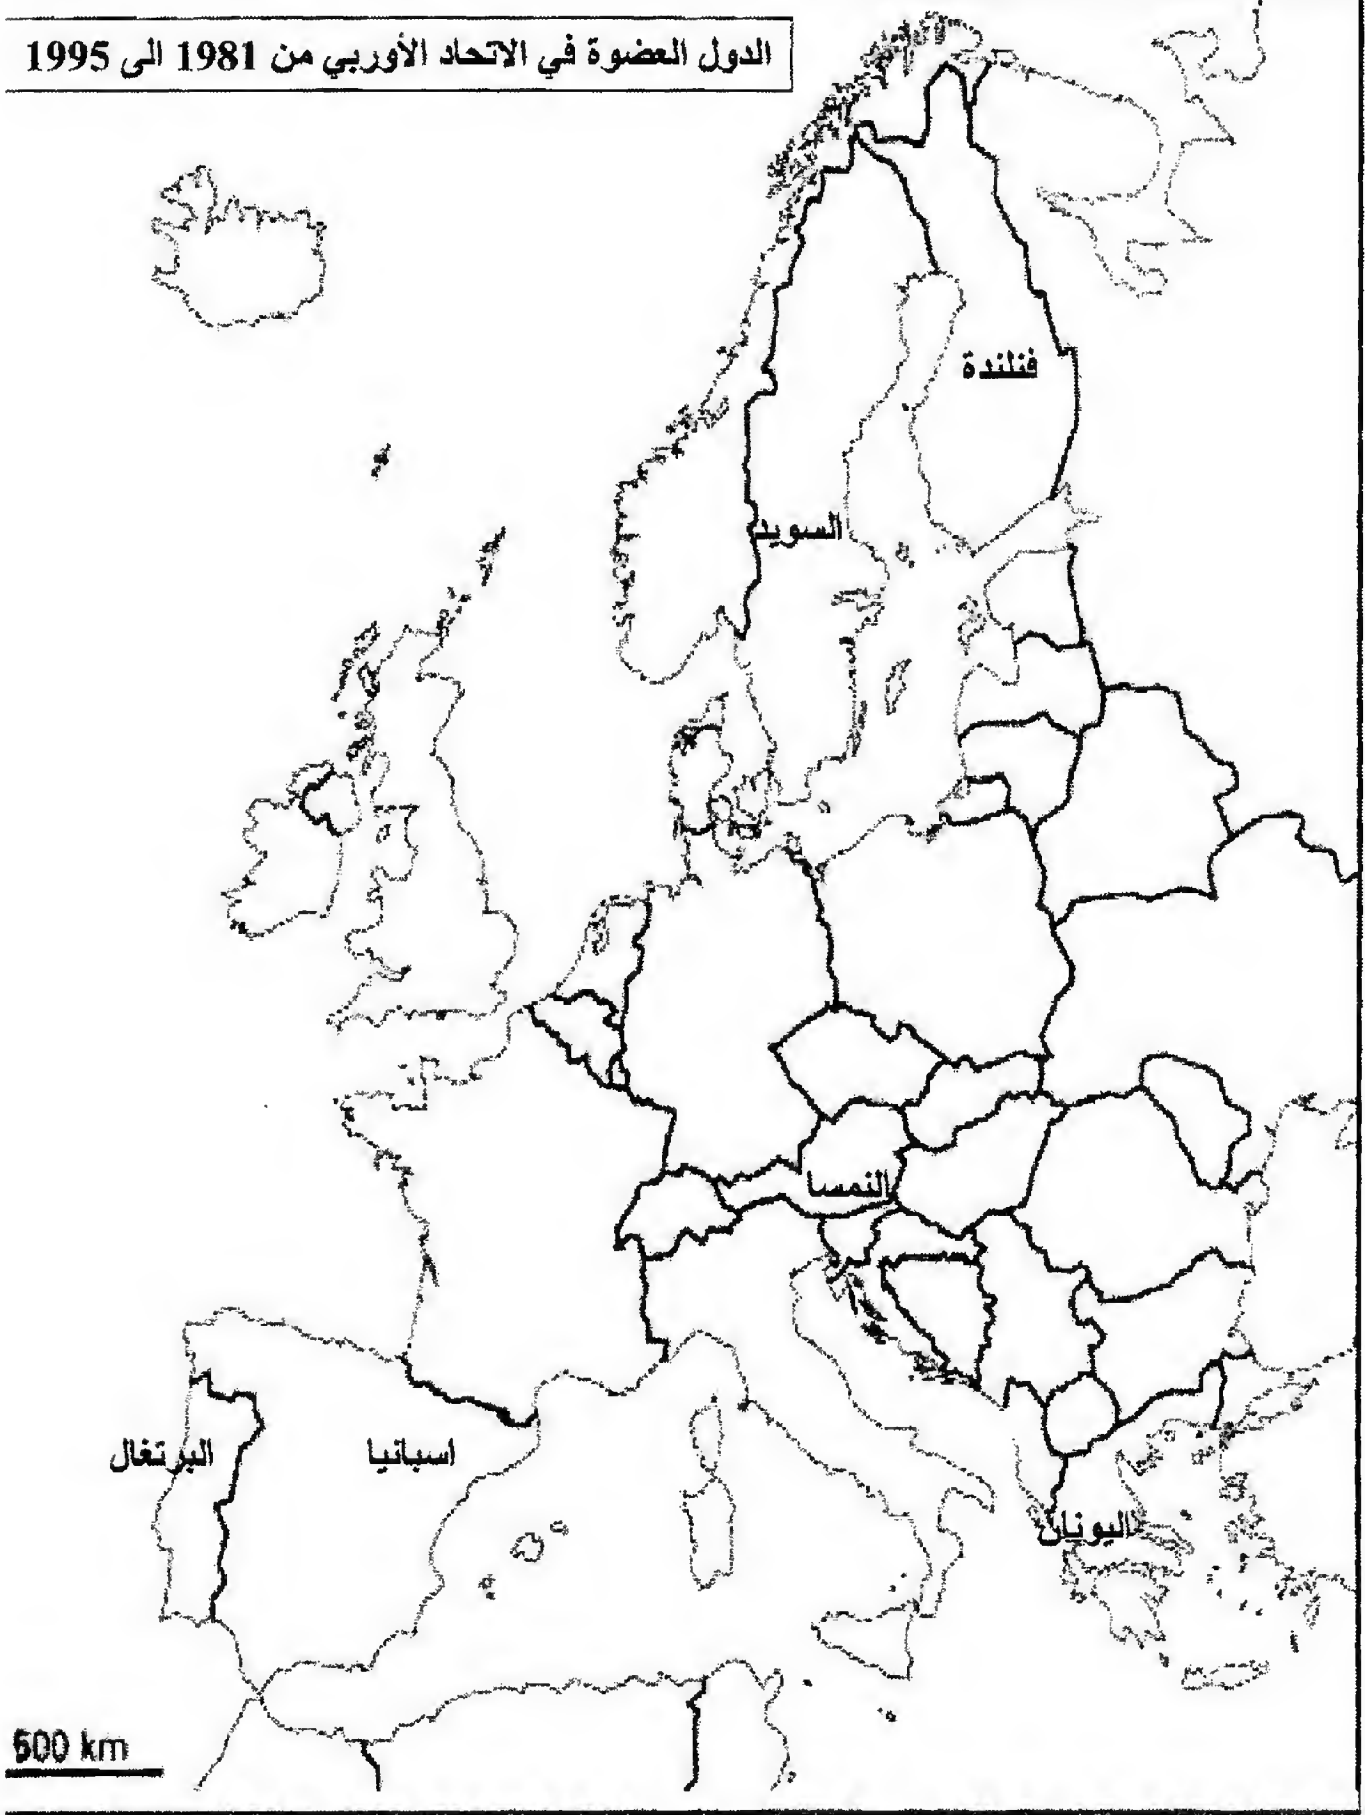 الدول العضوة في الاتحاد الأوربي من 1981 الى 1995
فنلندة
السويد
النمسا
البرتغال
اسبانيا
اليونان
500 km